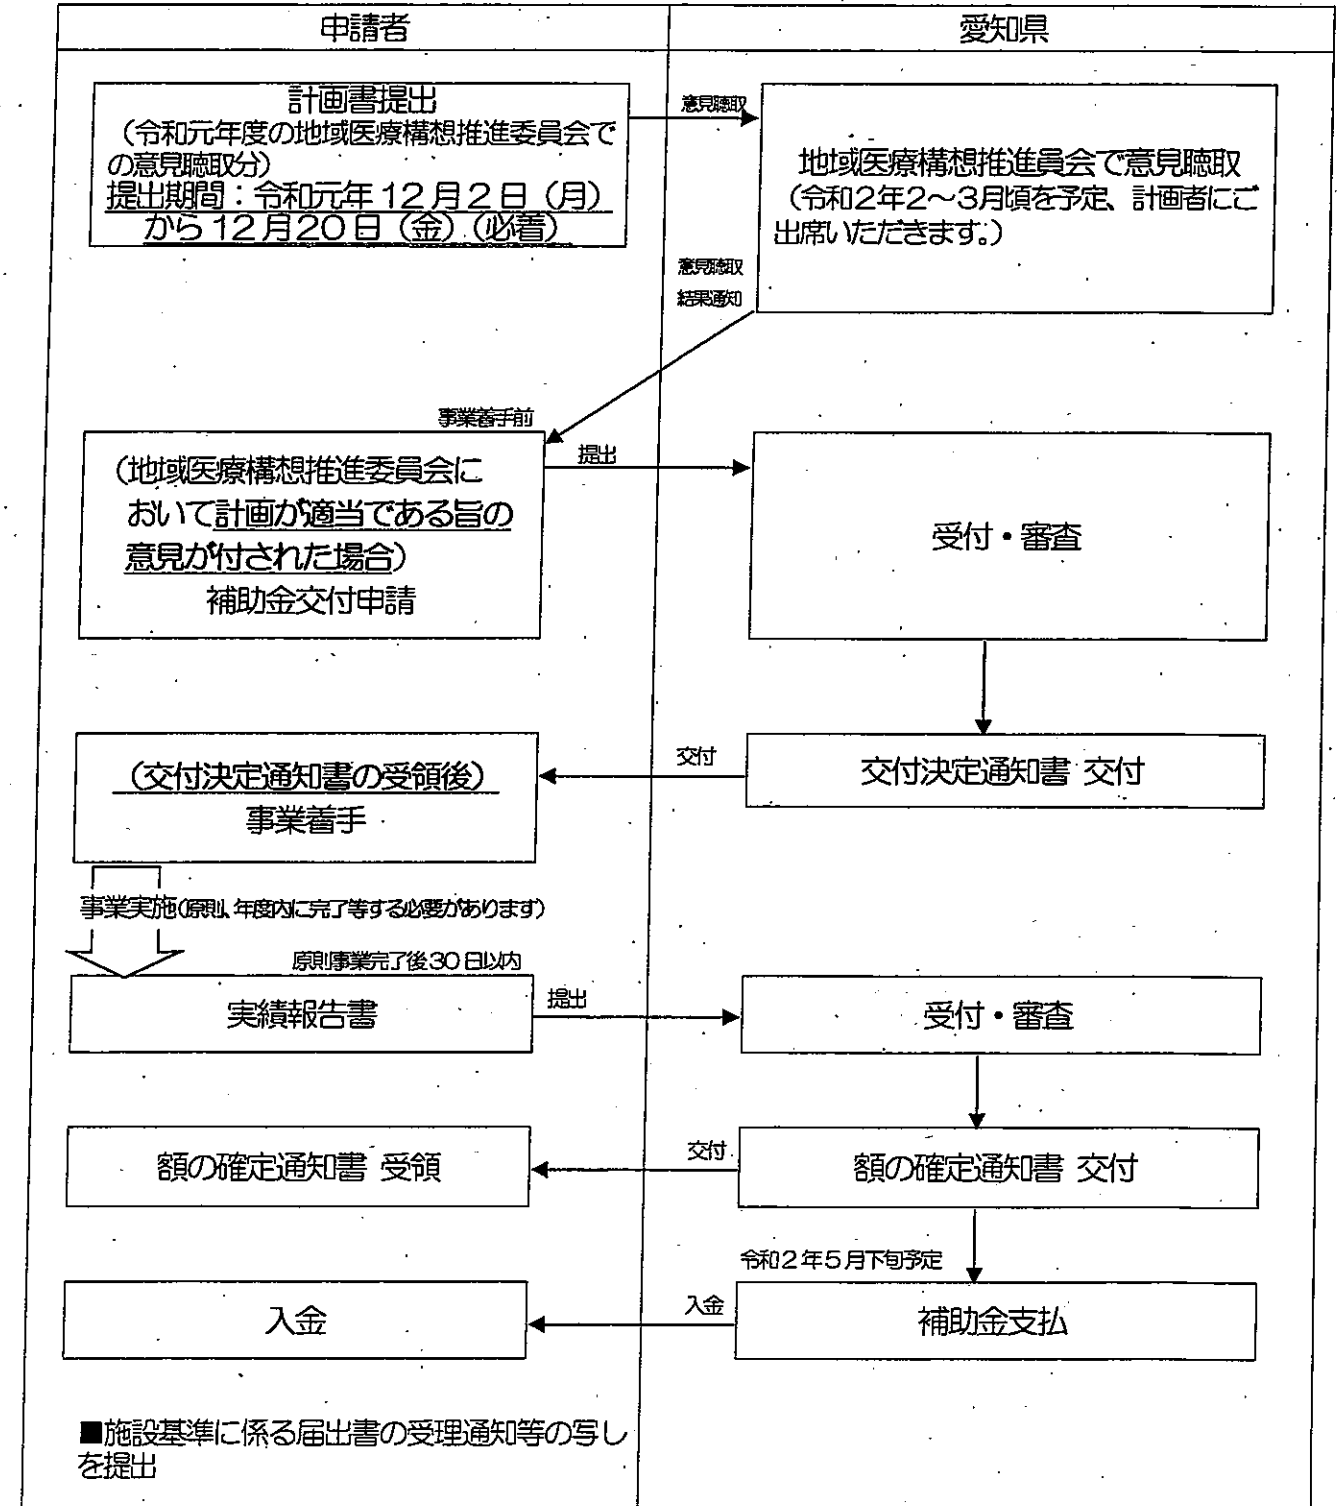 申請者
愛知県
計画書提出
（令和元年度の地域医療構想推進委員会で
の意見聴取分）
提出期間：令和元年１２月２日（月）
から１２月２０日（金）（必着）
意見聴取
地域医療構想推進員会で意見聴取
（令和２年２～３月頃を予定、計画者にご
出席いただきます。）
意見聴取
結果通知
事業着手前
（地域医療構想推進委員会に
おいて計画が適当である旨の
意見が付された場合）
補助金交付申請
提出
受付・審査
（交付決定通知書の受領後）
事業着手
交付
交付決定通知書 交付
事業実施（原則、年度内に完了等する必要があります）
原則事業完了後３０日以内
実績報告書
提出
受付・審査
額の確定通知書 受領
交付
額の確定通知書 交付
令和２年５月下旬予定
入金
入金
補助金支払
■施設基準に係る届出書の受理通知等の写し
を提出